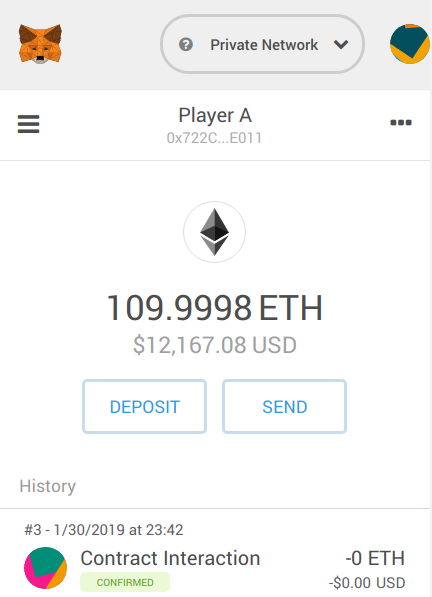 ? Private Network
Player A
0x722C...E011
109.9998 ETH
$12,167.08 USD
DEPOSIT SEND
History
#3 - 1/30/2019 at 23:42
Contract Interaction -0 ETH
CONFIRMED -$0.00 USD